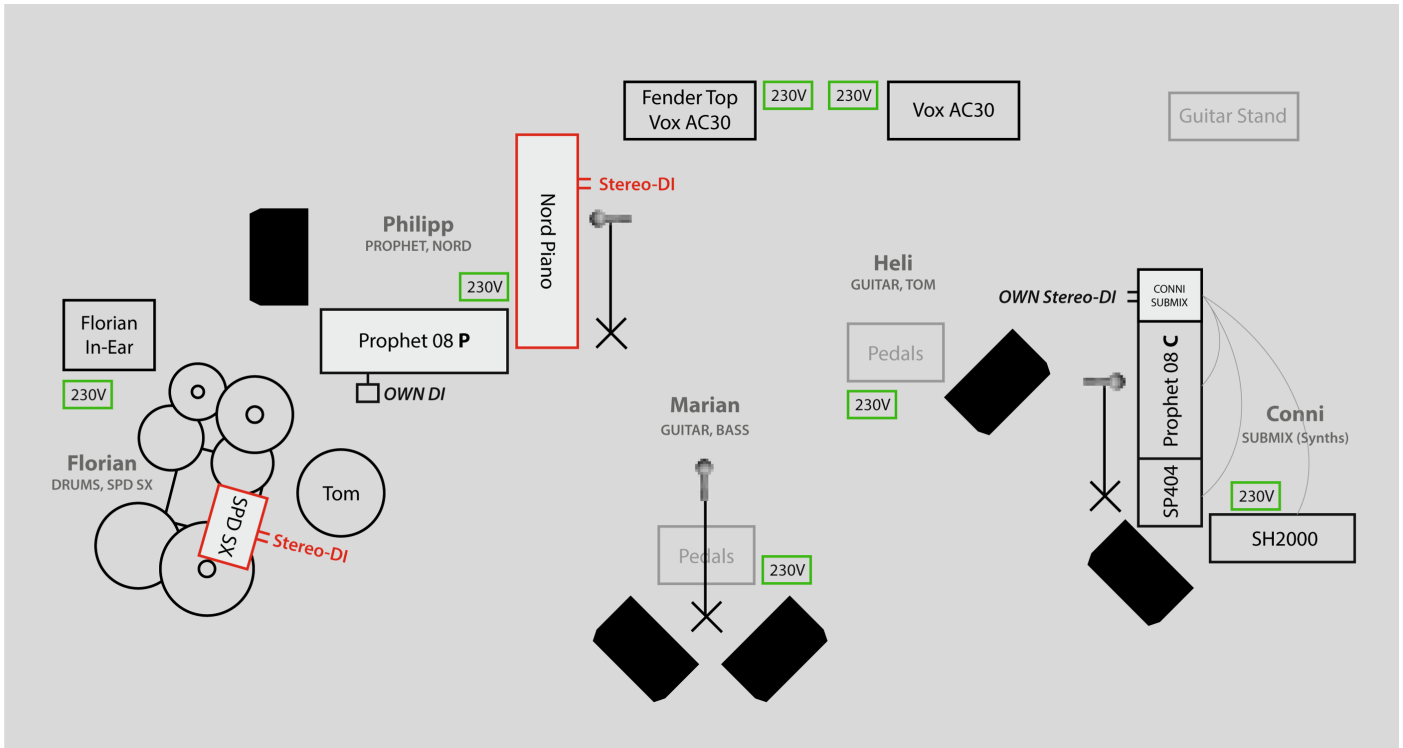 Fender Top
Vox AC30
230V
230V
Vox AC30
Guitar Stand
Nord Piano
Stereo-DI
Philipp
PROPHET, NORD
230V
Prophet 08 P
OWN DI
Florian
In-Ear
230V
Florian
DRUMS, SPD SX
SPD SX
Stereo-DI
Tom
Marian
GUITAR, BASS
Pedals
230V
Heli
GUITAR, TOM
Pedals
230V
OWN Stereo-DI
CONNI
SUBMIX
Prophet 08 C
SP404
Conni
SUBMIX (Synths)
230V
SH2000